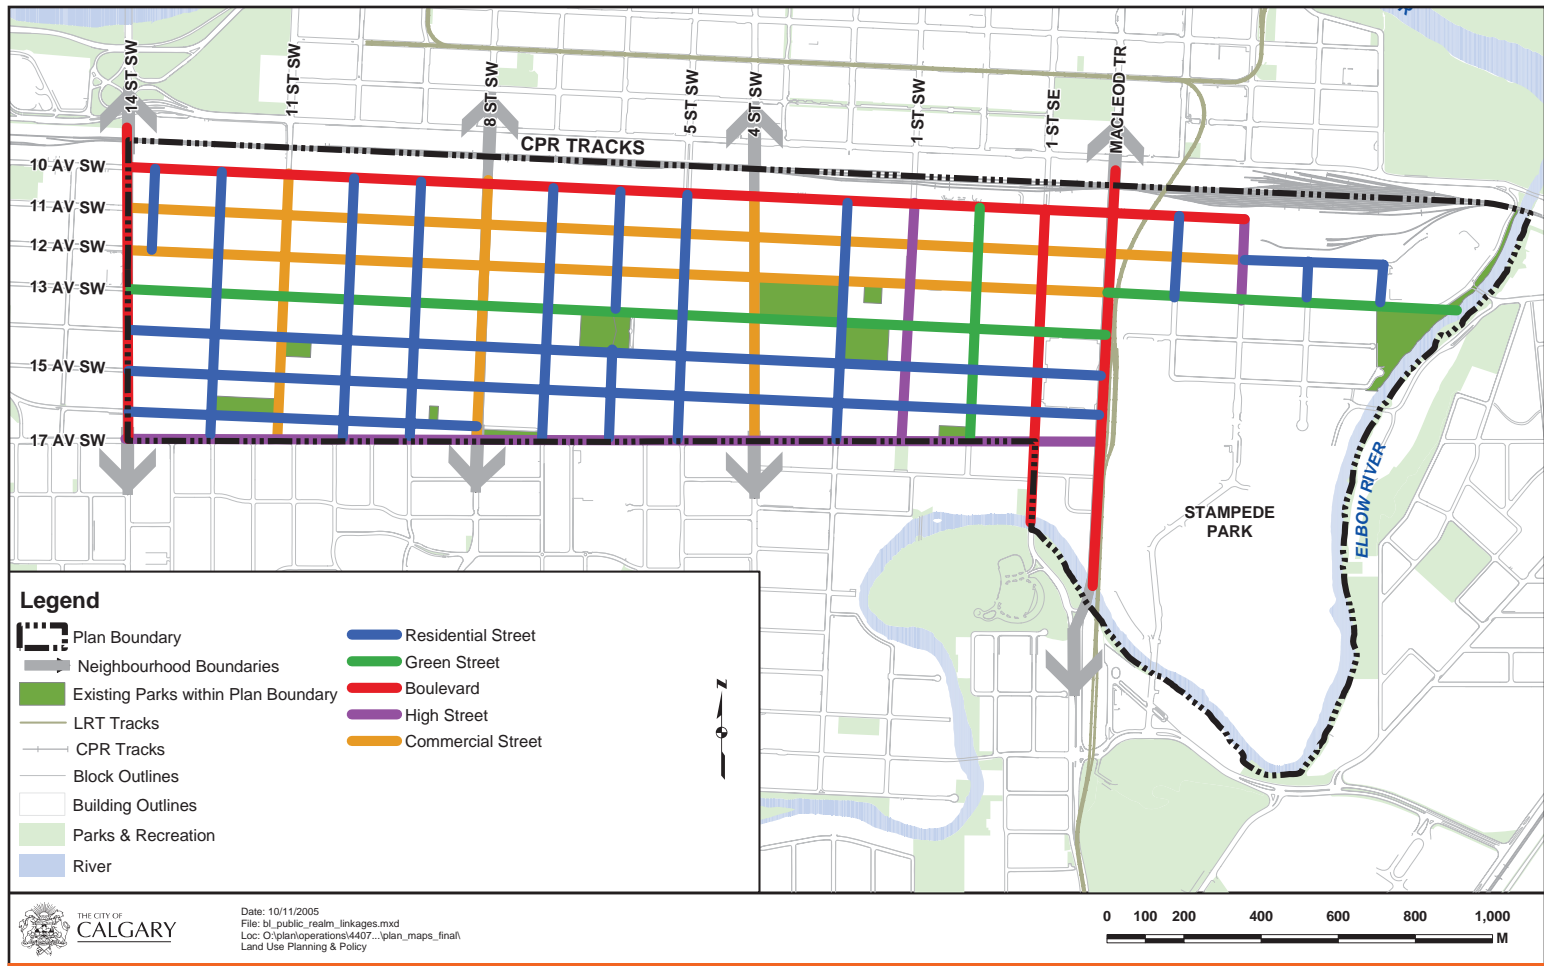 14 ST SW
11 ST SW
8 ST SW
5 ST SW
4 ST SW
1 ST SW
1 ST SE
MACLEOD TR
CPR TRACKS
10 AV SW
11 AV SW
12 AV SW
13 AV SW
15 AV SW
17 AV SW
STAMPEDE
PARK
ELBOW RIVER
Legend
Plan Boundary
Neighbourhood Boundaries
Existing Parks within Plan Boundary
LRT Tracks
CPR Tracks
Block Outlines
Building Outlines
Parks & Recreation
River
Residential Street
Green Street
Boulevard
High Street
Commercial Street
z
THE CITY OF
CALGARY
Date: 10/11/2005
File: bl_public_realm_linkages.mxd
Loc: O:\plan\operations\4407...\plan_maps_final\
Land Use Planning & Policy
0 100 200 400 600 800 1,000
M